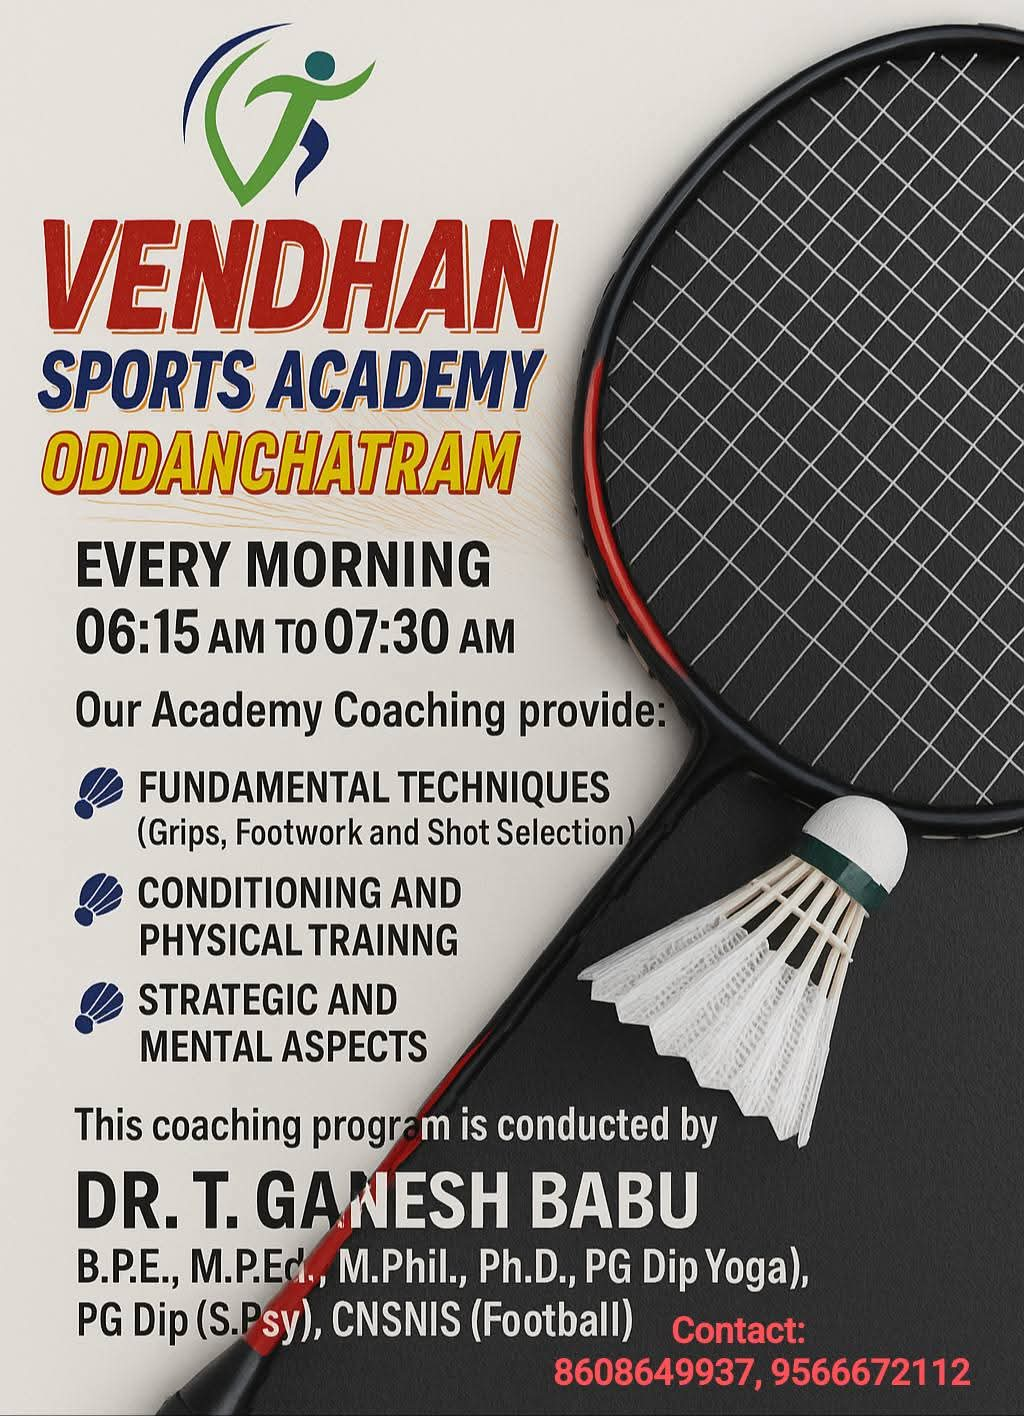 VENDHAN
SPORTS ACADEMY
ODDANCHATRAM
EVERY MORNING
06:15 AM TO 07:30 AM
Our Academy Coaching provide:
FUNDAMENTAL TECHNIQUES
(Grips, Footwork and Shot Selection)
CONDITIONING AND
PHYSICAL TRAINNG
STRATEGIC AND
MENTAL ASPECTS
This coaching program is conducted by
DR. T. GANESH BABU
B.P.E., M.P.Ed., M.Phil., Ph.D., PG Dip Yoga),
PG Dip (S.Psy), CNSNIS (Football)
Contact:
8608649937, 9566672112